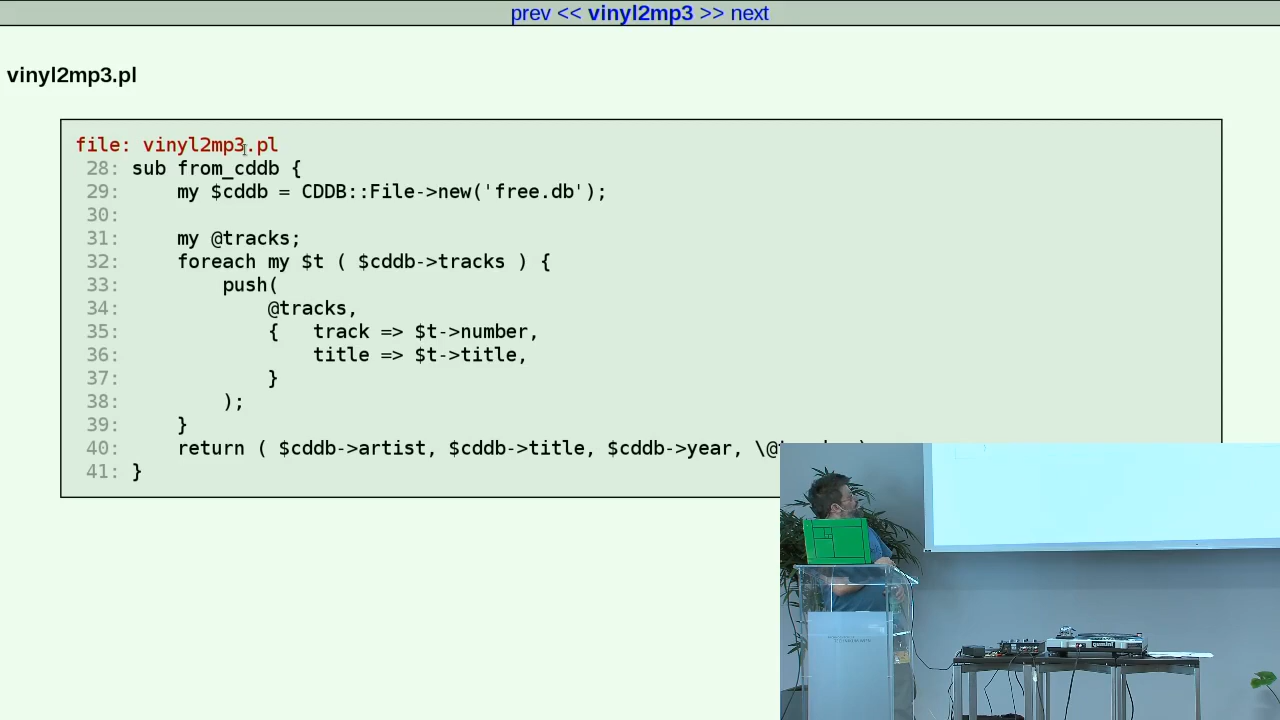 prev << vinyl2mp3 >> next
vinyl2mp3.pl
file: vinyl2mp3.pl
28: sub from_cddb {
29:     my $cddb = CDDB::File->new('free.db');
30:
31:     my @tracks;
32:     foreach my $t ( $cddb->tracks ) {
33:         push(
34:             @tracks,
35:             {   track => $t->number,
36:                 title => $t->title,
37:             }
38:         );
39:     }
40:     return ( $cddb->artist, $cddb->title, $cddb->year, \@
41: }